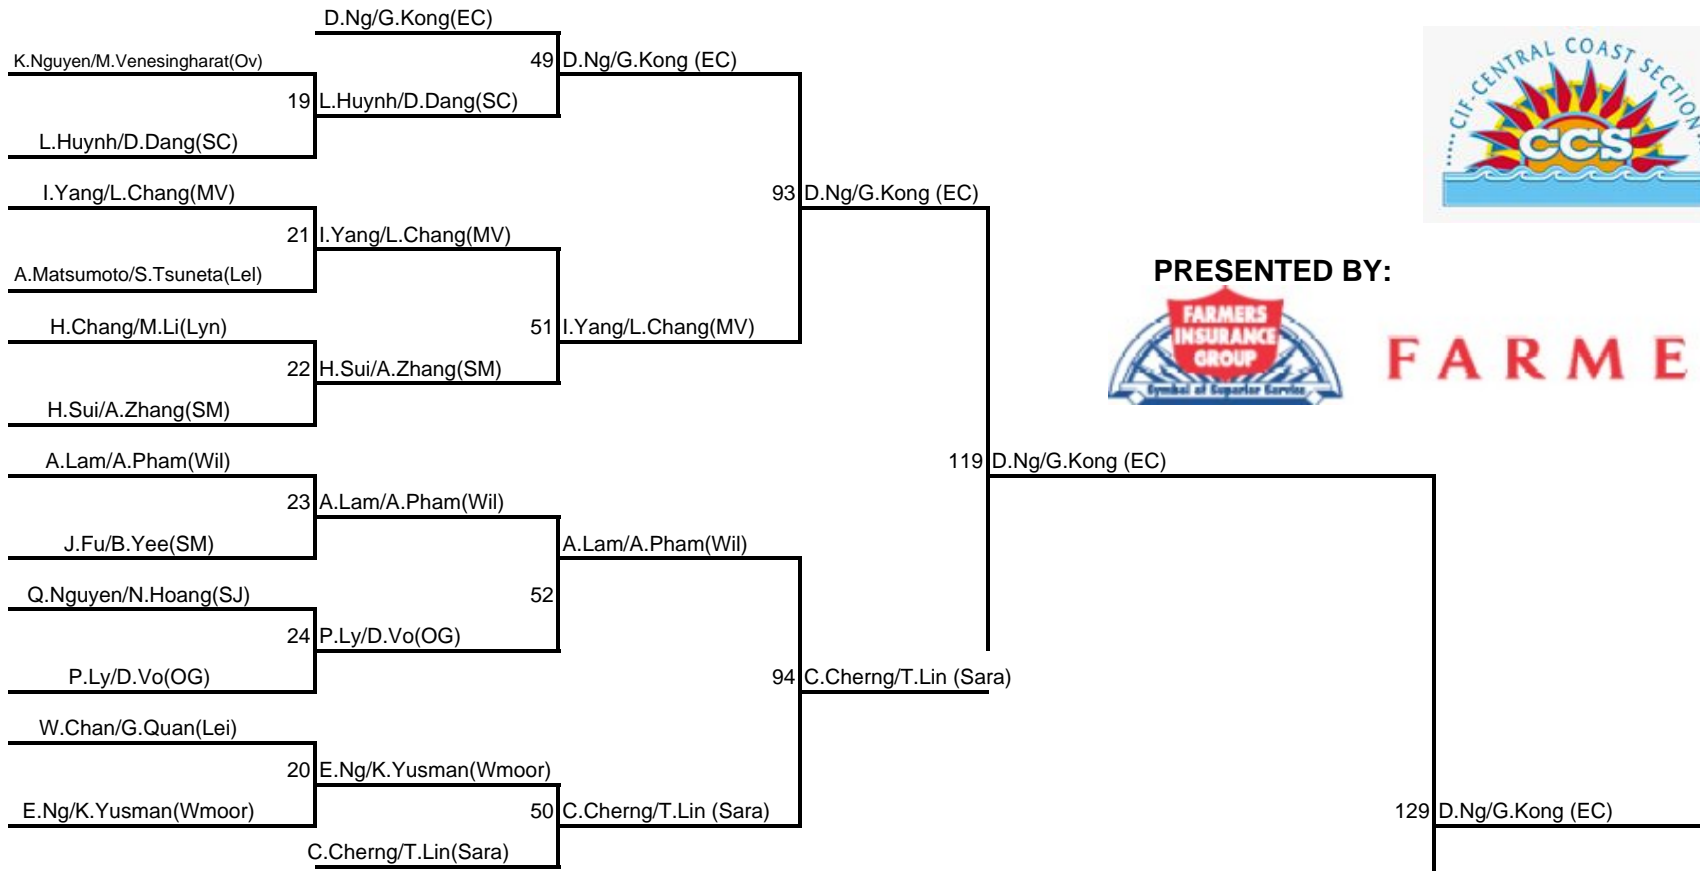 D.Ng/G.Kong(EC)
K.Nguyen/M.Venesingharat(Ov)
49 D.Ng/G.Kong (EC)
19 L.Huynh/D.Dang(SC)
L.Huynh/D.Dang(SC)
CIF-CENTRAL COAST SECTION
CCS
I.Yang/L.Chang(MV)
93 D.Ng/G.Kong (EC)
21 I.Yang/L.Chang(MV)
A.Matsumoto/S.Tsuneta(Lel)
PRESENTED BY:
H.Chang/M.Li(Lyn)
51 I.Yang/L.Chang(MV)
FARMERS
INSURANCE
GROUP
Symbol of Superior Service
FARME
22 H.Sui/A.Zhang(SM)
H.Sui/A.Zhang(SM)
A.Lam/A.Pham(Wil)
119 D.Ng/G.Kong (EC)
23 A.Lam/A.Pham(Wil)
J.Fu/B.Yee(SM)
A.Lam/A.Pham(Wil)
Q.Nguyen/N.Hoang(SJ)
52
24 P.Ly/D.Vo(OG)
P.Ly/D.Vo(OG)
94 C.Cherng/T.Lin (Sara)
W.Chan/G.Quan(Lei)
20 E.Ng/K.Yusman(Wmoor)
E.Ng/K.Yusman(Wmoor)
50 C.Cherng/T.Lin (Sara)
129 D.Ng/G.Kong (EC)
C.Cherng/T.Lin(Sara)